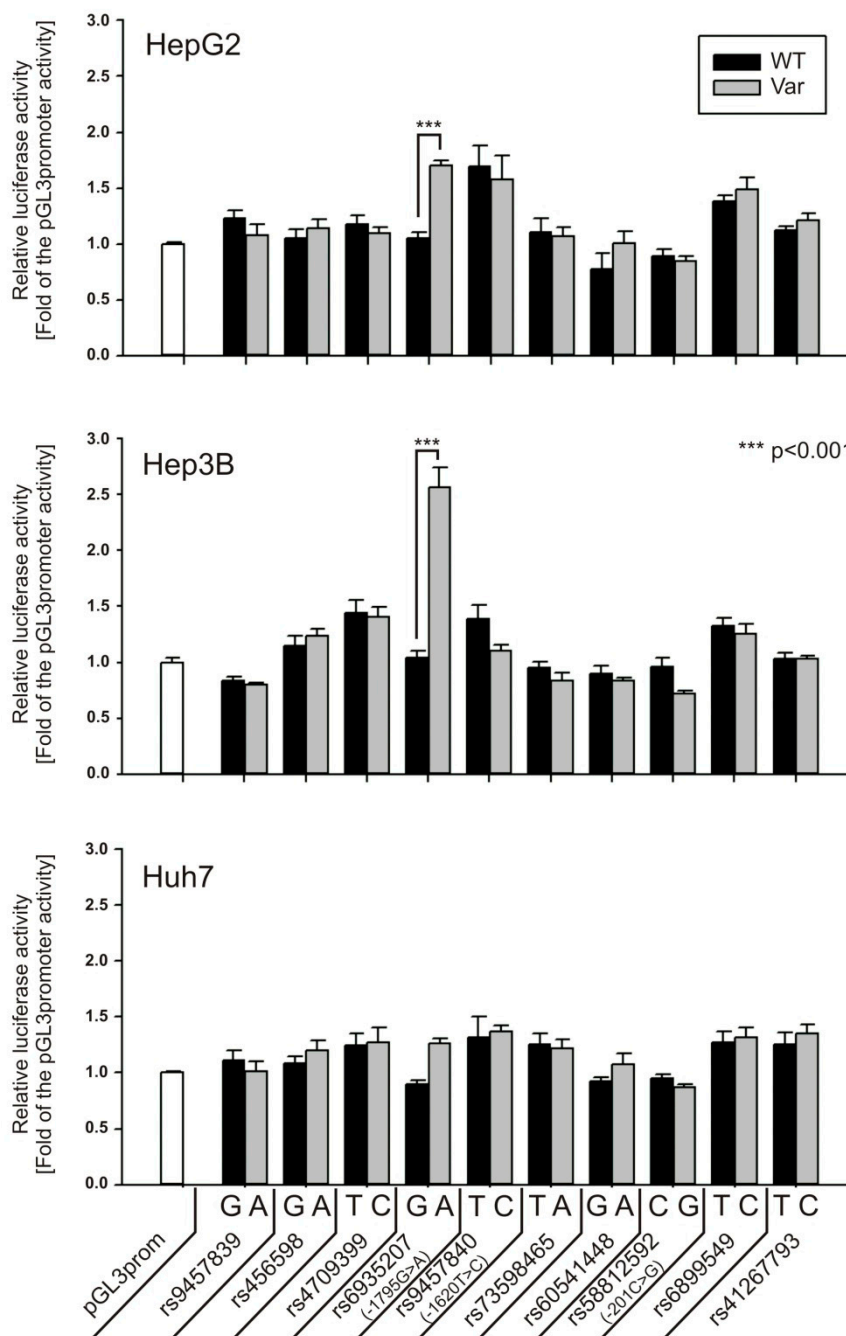 HepG2
WT
Var
Relative luciferase activity
[Fold of the pGL3promoter activity]
3.0
2.5
2.0
1.5
1.0
0.5
0.0
***
Hep3B
*** p<0.001
Relative luciferase activity
[Fold of the pGL3promoter activity]
3.0
2.5
2.0
1.5
1.0
0.5
0.0
***
Huh7
Relative luciferase activity
[Fold of the pGL3promoter activity]
3.0
2.5
2.0
1.5
1.0
0.5
0.0
G A G A T C G A T C T A G A C G T C T C
pGL3prom
rs9457839
rs456598
rs4709399
rs6935207
(-1795G>A)
rs9457840
(-1620T>C)
rs73598465
rs60541448
rs58812592
(-201C>G)
rs6899549
rs41267793